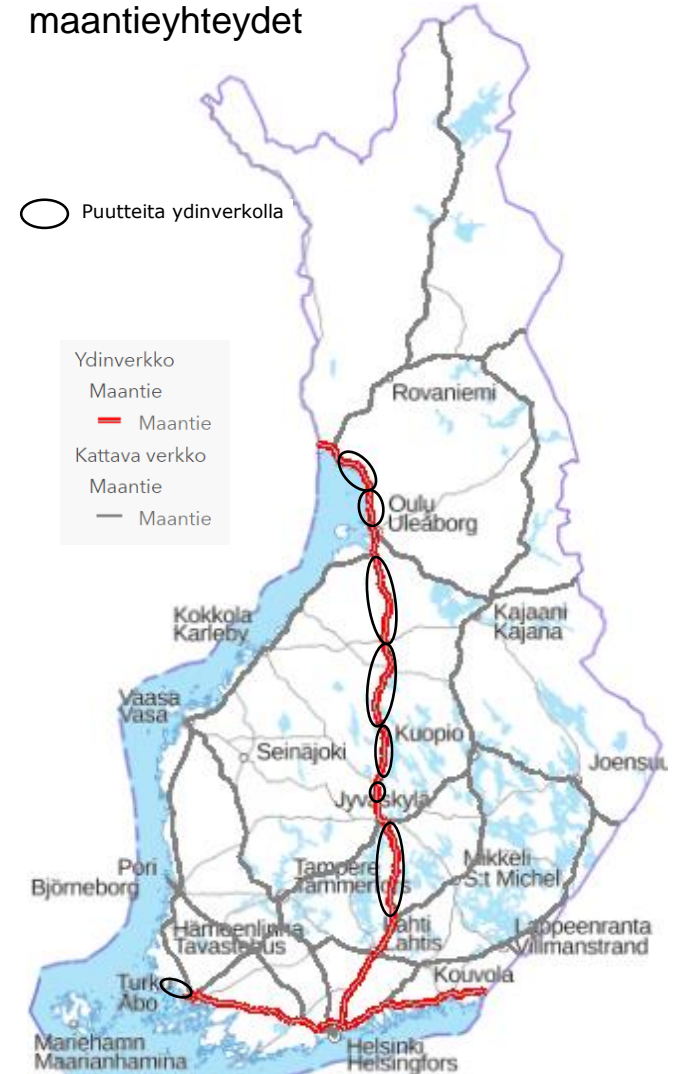 maantieyhteydet
Puutteita ydinverkolla
Ydinverkko
Maantie
Maantie
Kattava verkko
Maantie
Maantie
Rovaniemi
Oulu
Uleåborg
Kajaani
Kajana
Kokkola
Karleby
Vaasa
Vasa
Kuopio
Seinäjoki
Joensuu
Jyväskylä
Mikkeli
S:t Michel
Tampere
Tammerfors
Pori
Björneborg
Hämeenlinna
Tavastehus
Lahti
Lahtis
Lappeenranta
Villmanstrand
Kouvola
Turku
Åbo
Mariehamn
Maarianhamina
Helsinki
Helsingfors